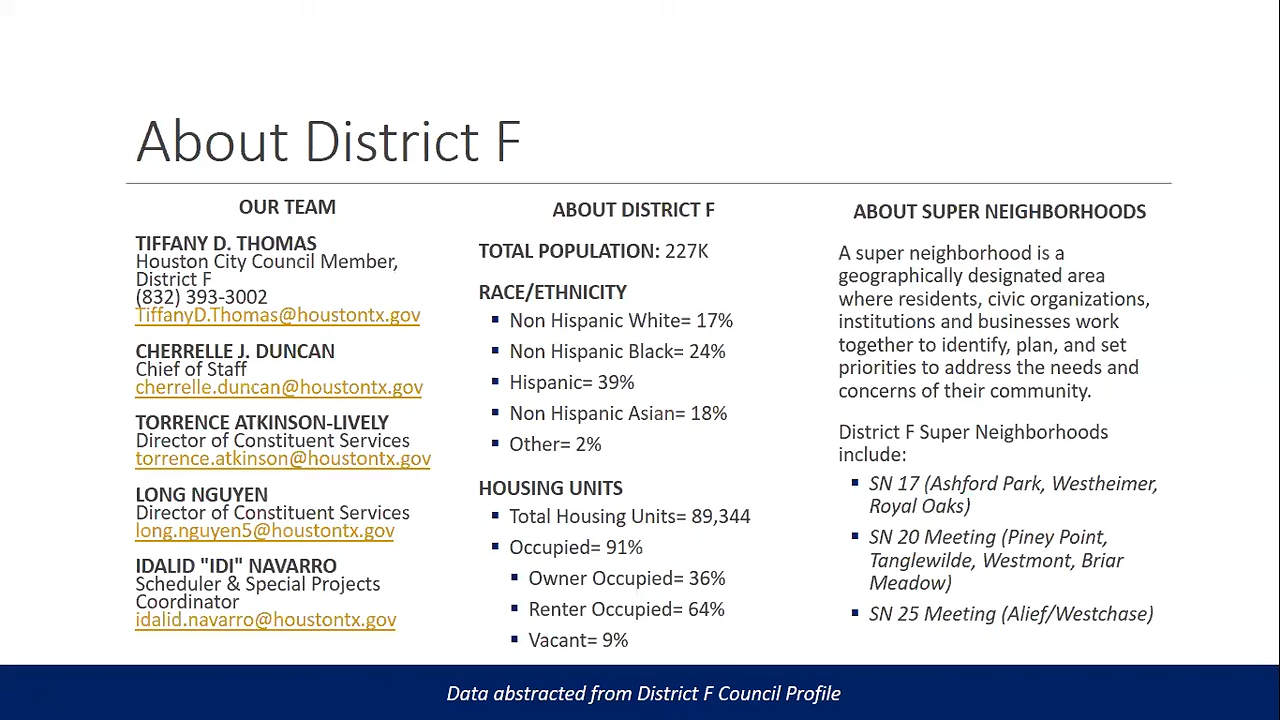 About District F
OUR TEAM
TIFFANY D. THOMAS
Houston City Council Member,
District F
(832) 393-3002
TiffanyD.Thomas@houstontx.gov
CHERRELLE J. DUNCAN
Chief of Staff
cherrelle.duncan@houstontx.gov
TORRENCE ATKINSON-LIVELY
Director of Constituent Services
torrence.atkinson@houstontx.gov
LONG NGUYEN
Director of Constituent Services
long.nguyen5@houstontx.gov
IDALID "IDI" NAVARRO
Scheduler & Special Projects
Coordinator
idalid.navarro@houstontx.gov
ABOUT DISTRICT F
TOTAL POPULATION: 227K
RACE/ETHNICITY
▪ Non Hispanic White= 17%
▪ Non Hispanic Black= 24%
▪ Hispanic= 39%
▪ Non Hispanic Asian= 18%
▪ Other= 2%
HOUSING UNITS
▪ Total Housing Units= 89,344
▪ Occupied= 91%
▪ Owner Occupied= 36%
▪ Renter Occupied= 64%
▪ Vacant= 9%
ABOUT SUPER NEIGHBORHOODS
A super neighborhood is a
geographically designated area
where residents, civic organizations,
institutions and businesses work
together to identify, plan, and set
priorities to address the needs and
concerns of their community.
District F Super Neighborhoods
include:
▪ SN 17 (Ashford Park, Westheimer,
Royal Oaks)
▪ SN 20 Meeting (Piney Point,
Tanglewilde, Westmont, Briar
Meadow)
▪ SN 25 Meeting (Alief/Westchase)
Data abstracted from District F Council Profile